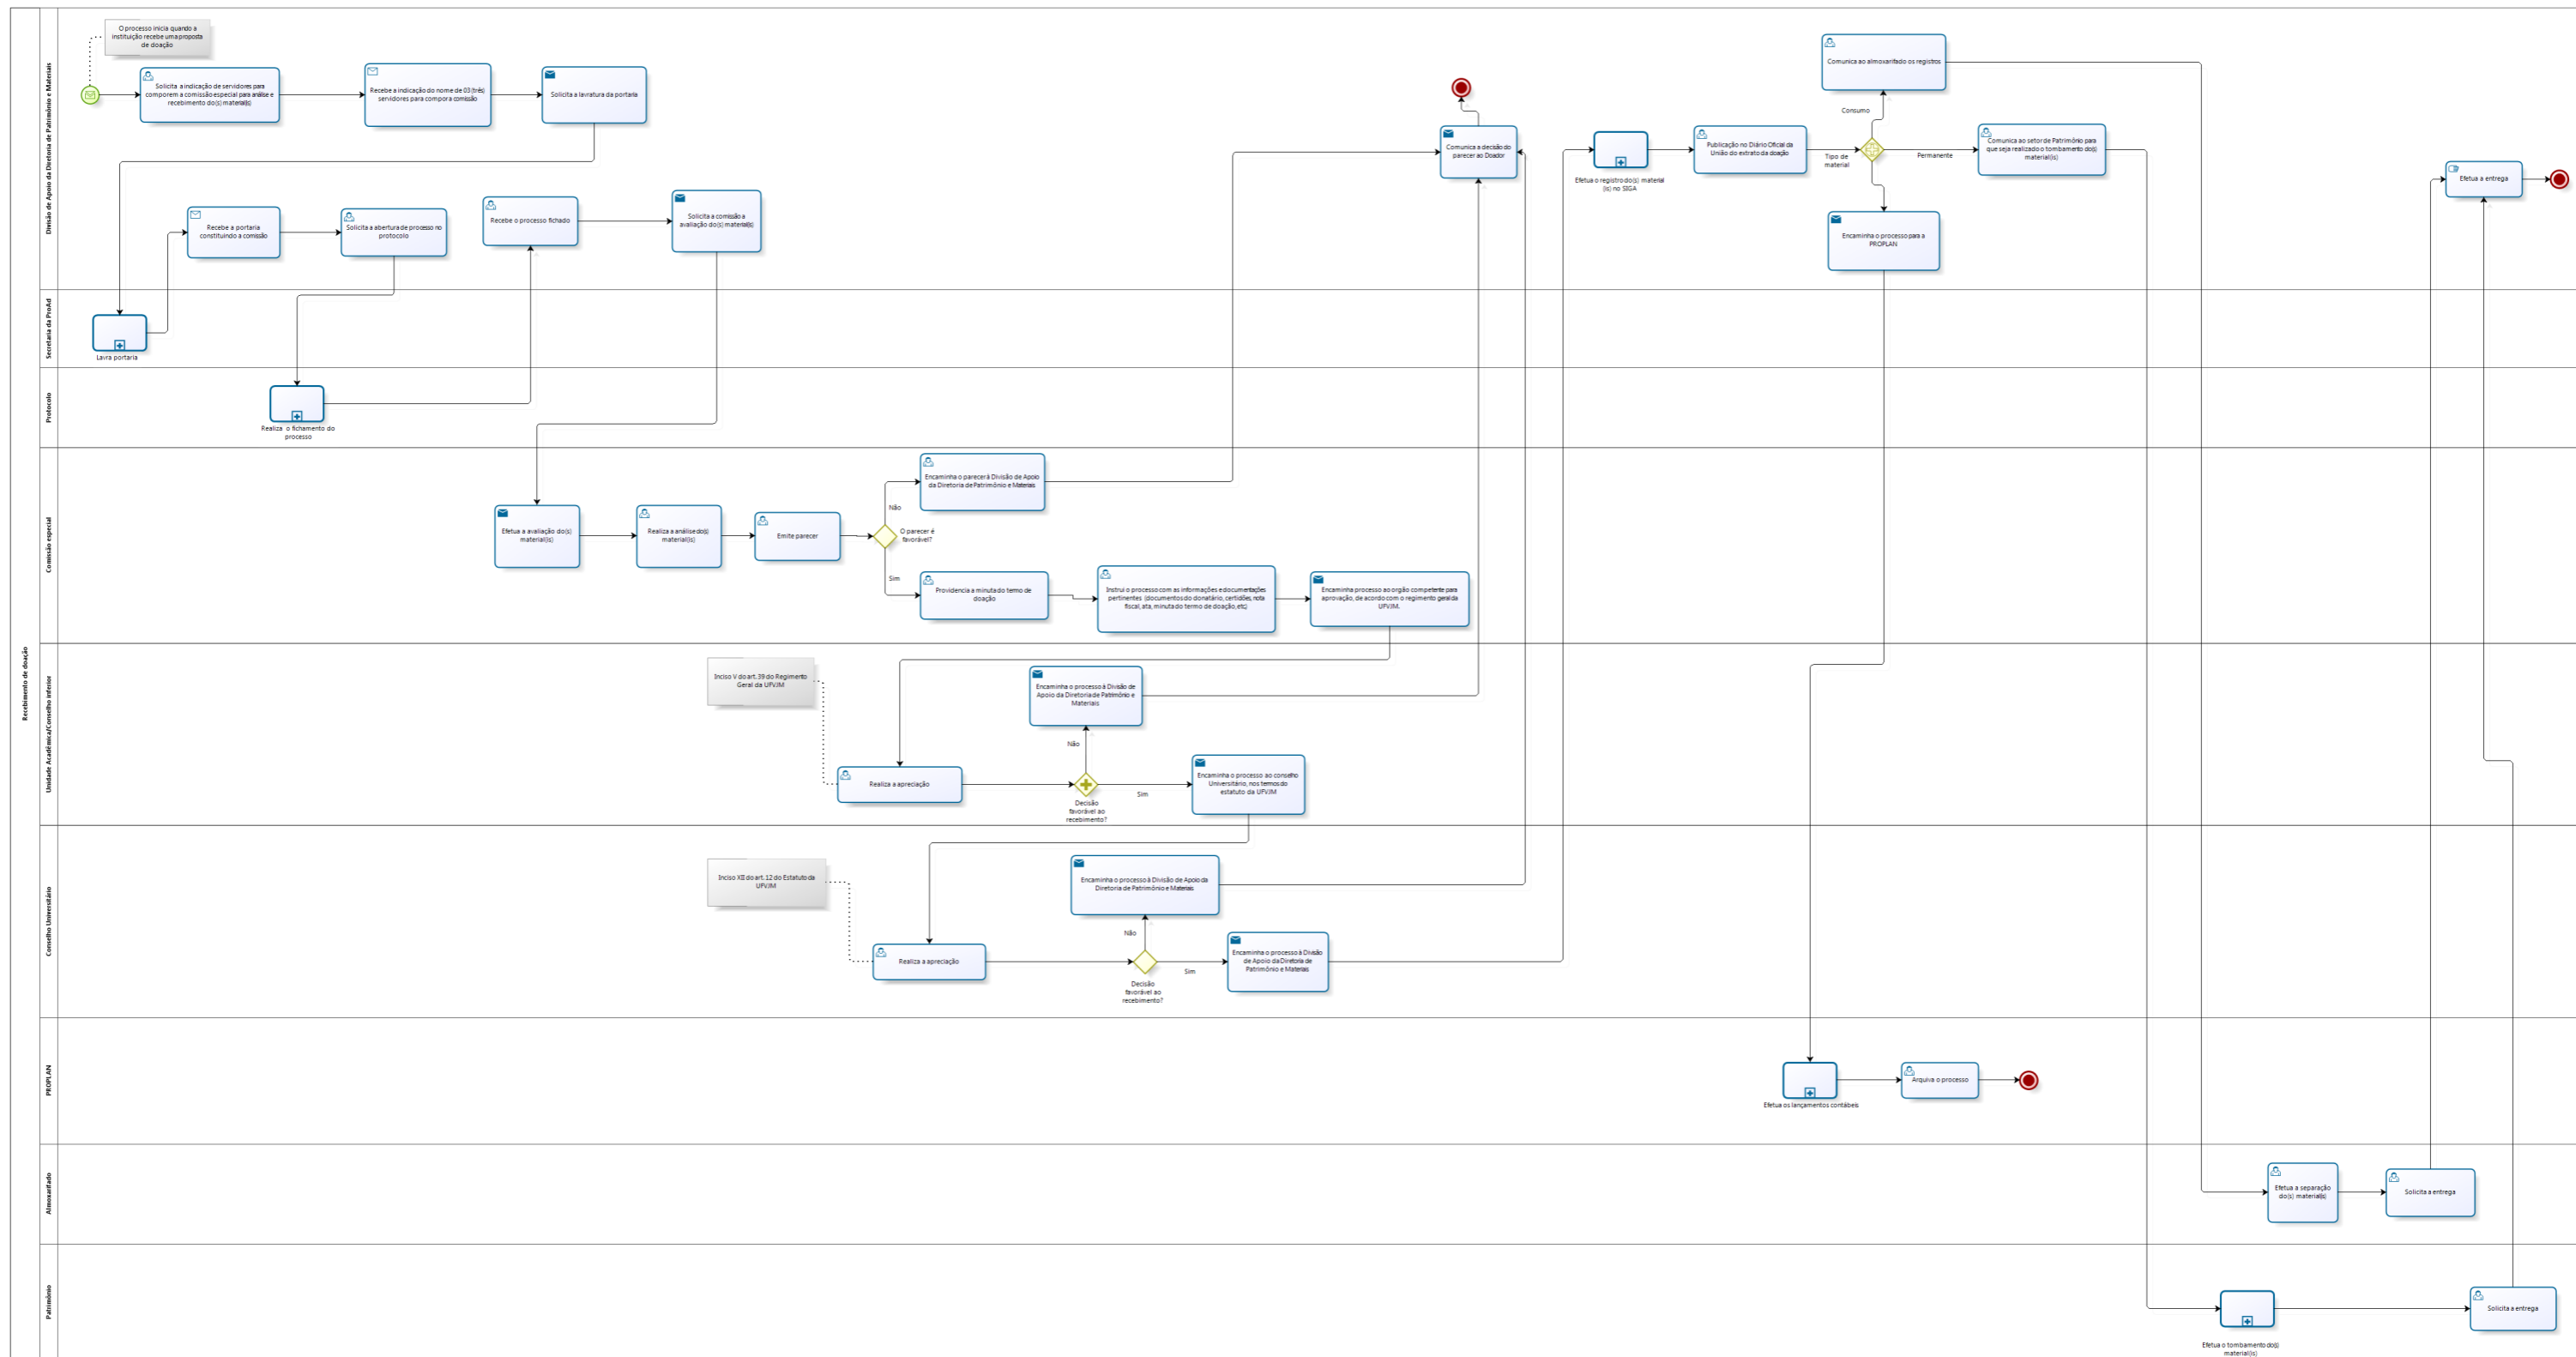 Recebimento de doação
Divisão de Apoio da Diretoria de Patrimônio e Materiais
O processo inicia quando a
instituição recebe uma proposta
de doação
Solicita a indicação de servidores para
comporem a comissão especial para análise e
recebimento do(s) material(s)
Recebe a indicação do nome de 03 (três)
servidores para compor a comissão
Solicita a lavratura da portaria
Recebe a portaria
constituindo a comissão
Solicita a abertura de processo no
protocolo
Recebe o processo fichado
Solicita a comissão a
avaliação do(s) material(s)
Comunica a decisão do
parecer ao Doador
Efetua o registro do(s) material
(is) no SIGA
Publicação no Diário Oficial da
União do extrato da doação
Tipo de
material
Consumo
Comunica ao almoxarifado os registros
Permanente
Comunica ao setor de Patrimônio para
que seja realizado o tombamento do(s)
material(is)
Encaminha o processo para a
PROPLAN
Efetua a entrega
Secretaria da ProAd
Lavra portaria
Protocolo
Realiza o fichamento do
processo
Comissão especial
Efetua a avaliação do(s)
material(is)
Realiza a análise do(s)
material(is)
Emite parecer
O parecer é
favorável?
Não
Encaminha o parecer à Divisão de Apoio
da Diretoria de Patrimônio e Materiais
Sim
Providencia a minuta do termo de
doação
Instrui o processo com as informações e documentações
pertinentes (documentos do donatário, certidões, nota
fiscal, ata, minuta do termo de doação, etc)
Encaminha processo ao orgão competente para
aprovação, de acordo com o regimento geral da
UFVJM.
Unidade Acadêmica/Conselho inferior
Inciso V do art. 39 do Regimento
Geral da UFVJM
Realiza a apreciação
Decisão
favorável ao
recebimento?
Não
Encaminha o processo à Divisão de
Apoio da Diretoria de Patrimônio e
Materiais
Sim
Encaminha o processo ao conselho
Universitário, nos termos do
estatuto da UFVJM
Conselho Universitário
Inciso XII do art. 12 do Estatuto da
UFVJM
Realiza a apreciação
Decisão
favorável ao
recebimento?
Não
Encaminha o processo à Divisão de Apoio da
Diretoria de Patrimônio e Materiais
Sim
Encaminha o processo à Divisão
de Apoio da Diretoria de
Patrimônio e Materiais
PROPLAN
Efetua os lançamentos contábeis
Arquiva o processo
Almoxarifado
Efetua a separação
do(s) material(s)
Solicita a entrega
Patrimônio
Efetua o tombamento do(s)
material(is)
Solicita a entrega